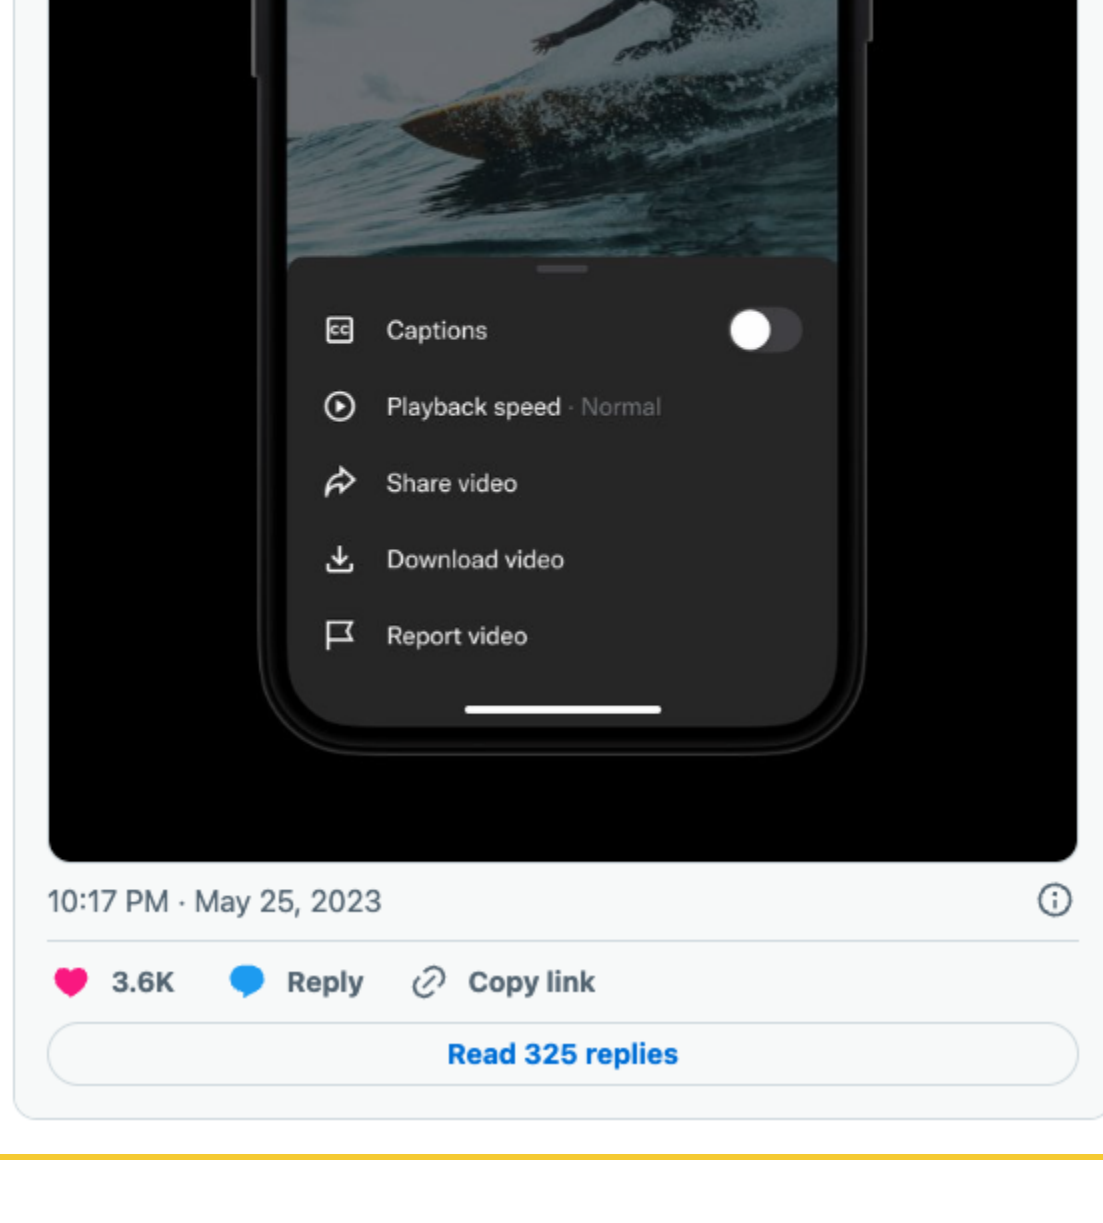 CC Captions
Playback speed · Normal
Share video
Download video
Report video
10:17 PM · May 25, 2023
3.6K Reply Copy link
Read 325 replies